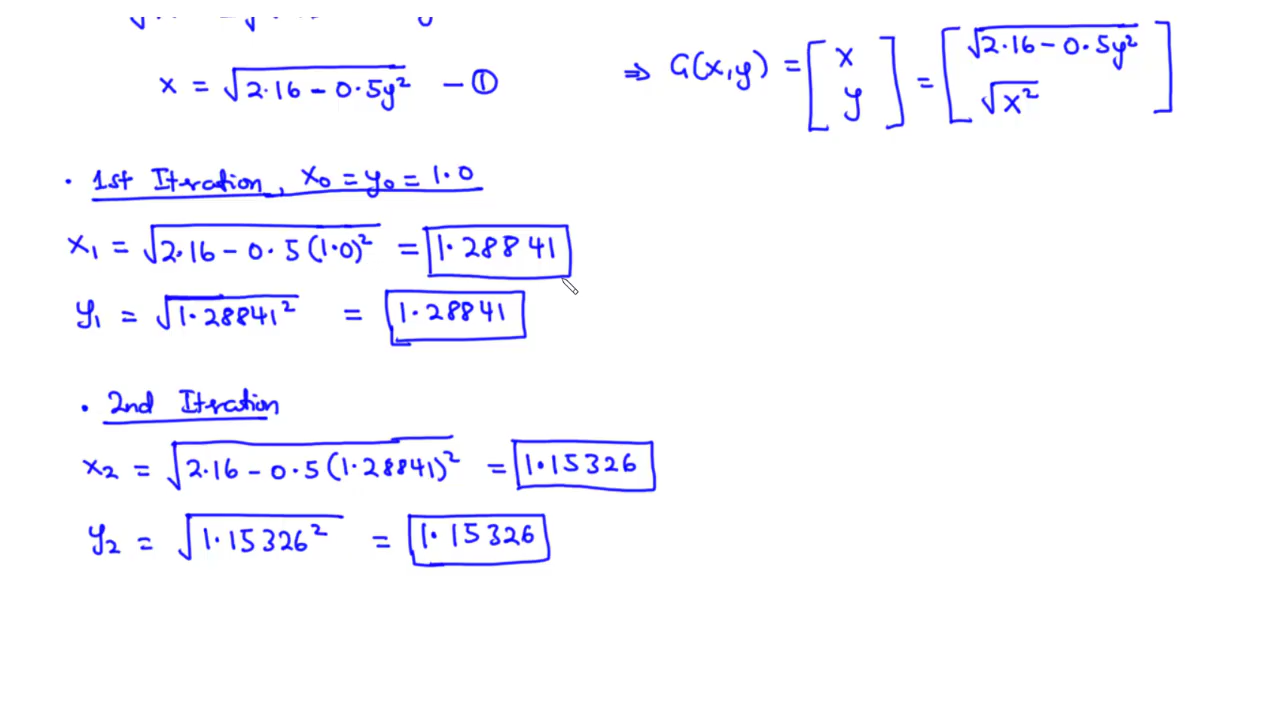 x = √(2.16 - 0.5y²) - ①
⇒ G(x,y) = [x y] = [√(2.16 - 0.5y²) √(x²)]
• 1st Itration, x₀ = y₀ = 1.0
x₁ = √(2.16 - 0.5(1.0)²) = 1.28841
y₁ = √(1.28841²) = 1.28841
• 2nd Itration
x₂ = √(2.16 - 0.5(1.28841)²) = 1.15326
y₂ = √(1.15326²) = 1.15326